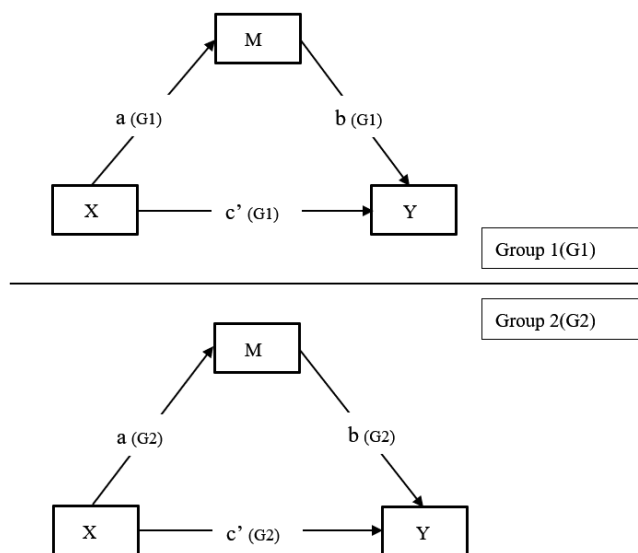 M
a (G1)
b (G1)
X
c’ (G1)
Y
Group 1(G1)
Group 2(G2)
M
a (G2)
b (G2)
X
c’ (G2)
Y